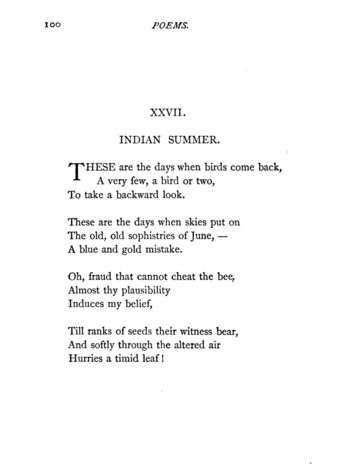 100 POEMS.
XXVII.
INDIAN SUMMER.
THESE are the days when birds come back,
A very few, a bird or two,
To take a backward look.
These are the days when skies put on
The old, old sophistries of June, —
A blue and gold mistake.
Oh, fraud that cannot cheat the bee,
Almost thy plausibility
Induces my belief,
Till ranks of seeds their witness bear,
And softly through the altered air
Hurries a timid leaf!